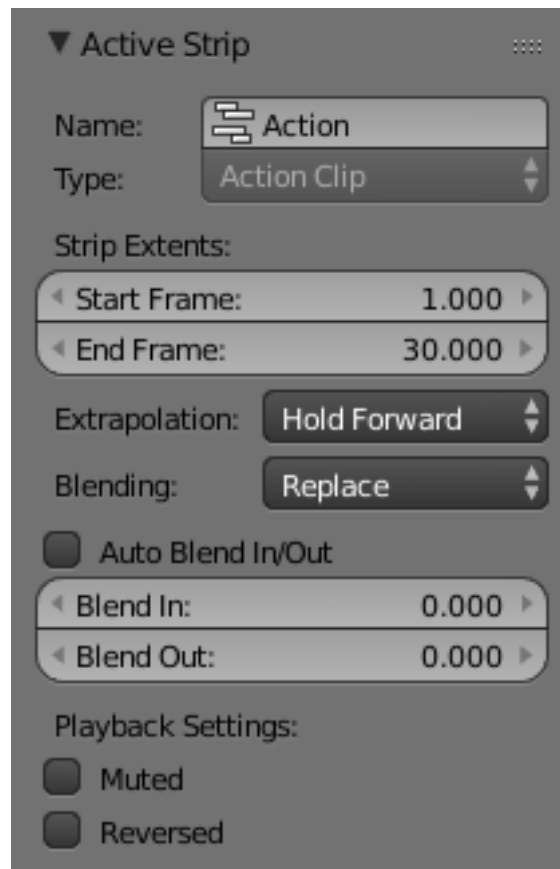 Active Strip
Name: Action
Type: Action Clip
Strip Extents:
Start Frame: 1.000
End Frame: 30.000
Extrapolation: Hold Forward
Blending: Replace
Auto Blend In/Out
Blend In: 0.000
Blend Out: 0.000
Playback Settings:
Muted
Reversed